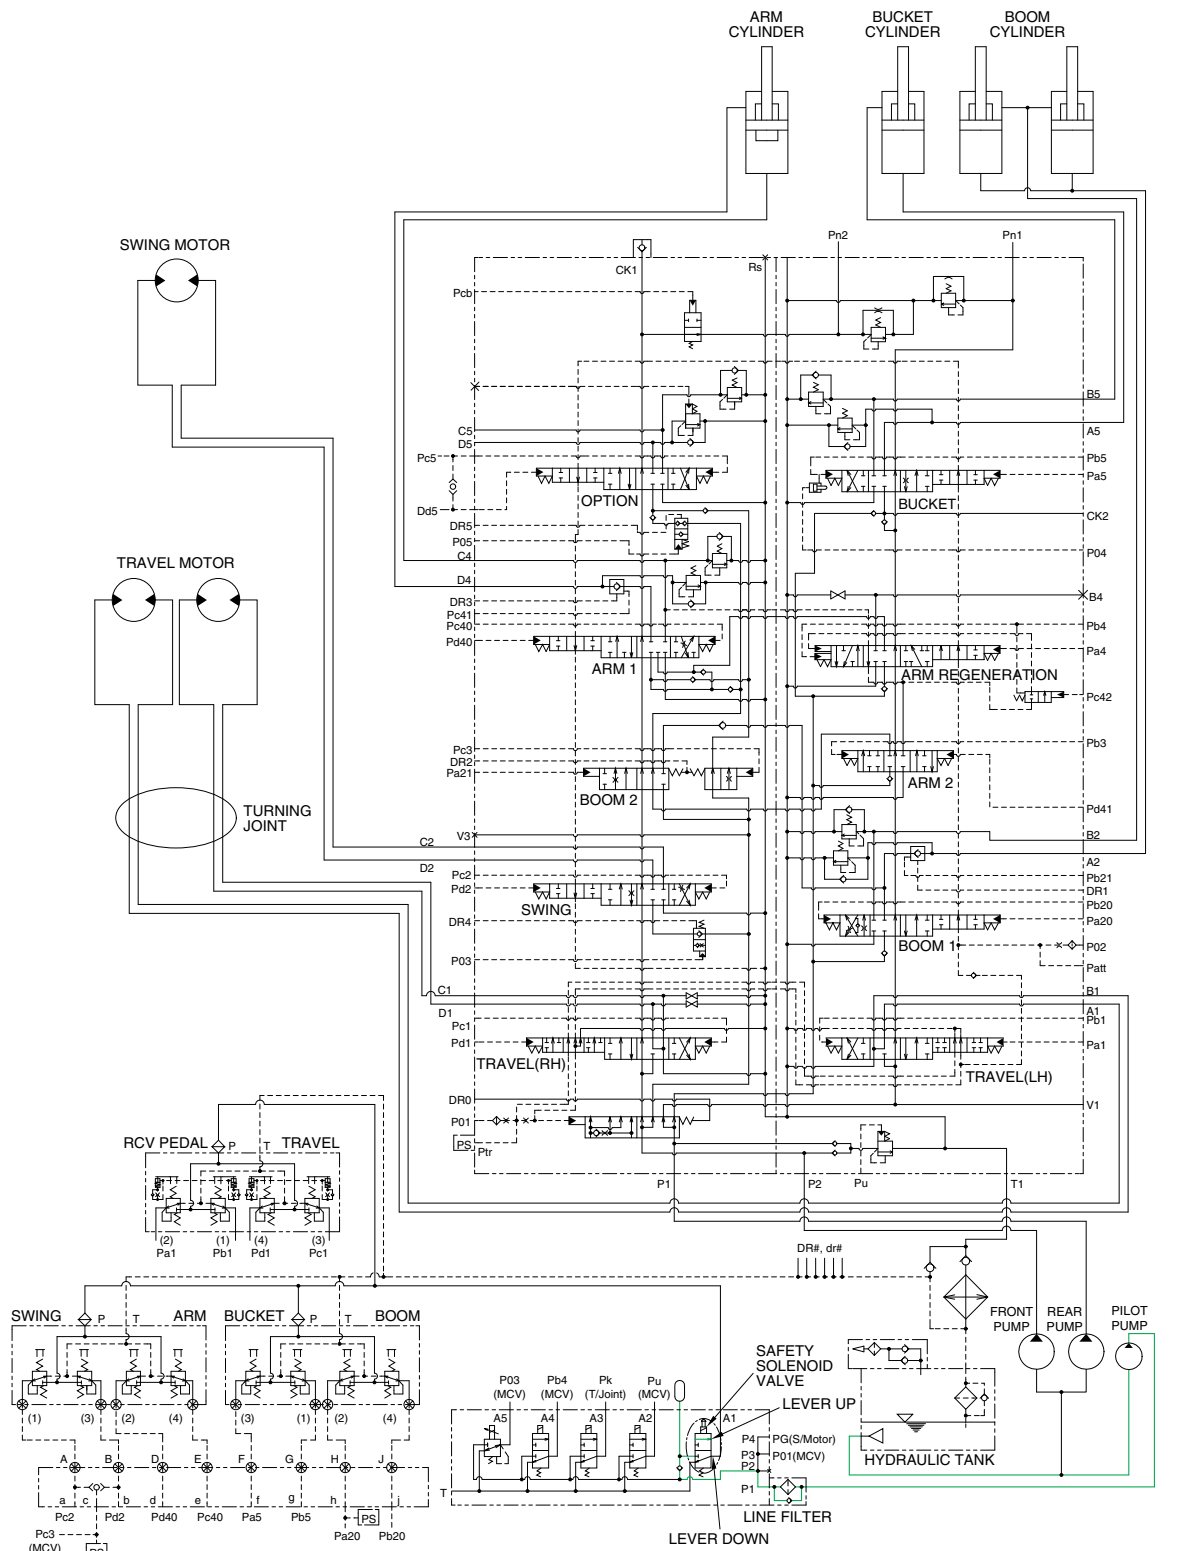 ARM
CYLINDER
BUCKET
CYLINDER
BOOM
CYLINDER
SWING MOTOR
Pn2
Pn1
CK1
Rs
Pcb
C5
D5
Pc5
Dd5
OPTION
DR5
P05
C4
D4
DR3
Pc41
Pc40
Pd40
ARM 1
B5
A5
Pb5
Pa5
BUCKET
CK2
P04
B4
Pb4
Pa4
ARM REGENERATION
Pc42
TRAVEL MOTOR
TURNING
JOINT
Pc3
DR2
Pa21
BOOM 2
V3
C2
D2
Pc2
Pd2
SWING
DR4
P03
C1
D1
Pc1
Pd1
TRAVEL(RH)
DR0
P01
PS
Ptr
Pb3
ARM 2
Pd41
B2
A2
Pb21
DR1
Pb20
Pa20
BOOM 1
P02
Patt
B1
A1
Pb1
Pa1
TRAVEL(LH)
V1
P1
P2
Pu
T1
RCV PEDAL
P
T
TRAVEL
(2)
(1)
(4)
(3)
Pa1
Pb1
Pd1
Pc1
DR#, dr#
SWING
P
T
ARM
BUCKET
P
T
BOOM
(1)
(3)
(2)
(4)
(3)
(1)
(2)
(4)
A
B
D
E
F
G
H
J
a
c
b
d
e
f
g
h
j
Pc2
Pd2
Pd40
Pc40
Pa5
Pb5
PS
Pa20
Pb20
Pc3
(MCV)
PS
FRONT
PUMP
REAR
PUMP
PILOT
PUMP
HYDRAULIC TANK
SAFETY
SOLENOID
VALVE
LEVER UP
P03
(MCV)
Pb4
(MCV)
Pk
(T/Joint)
Pu
(MCV)
A5
A4
A3
A2
A1
P4
PG(S/Motor)
P3
P01(MCV)
P2
P1
T
LINE FILTER
LEVER DOWN